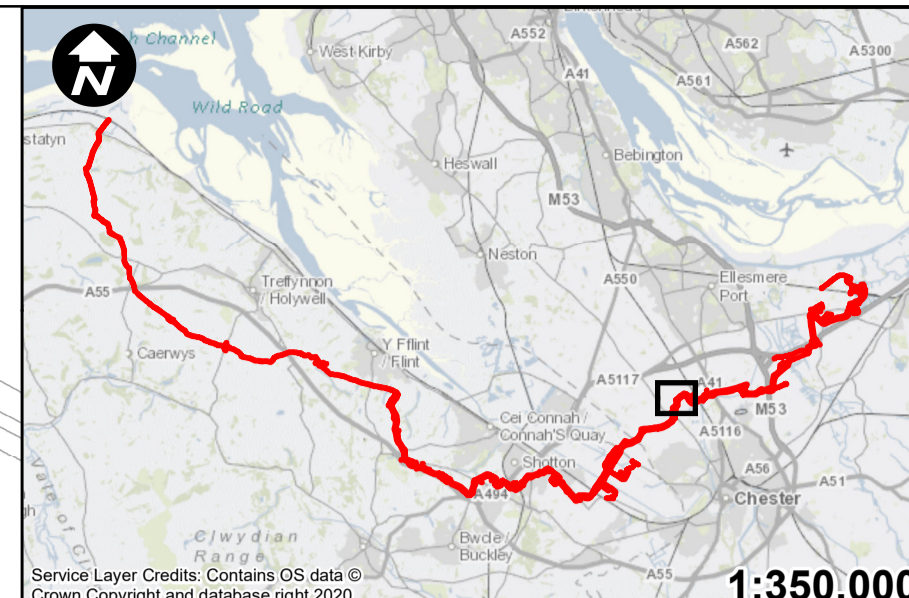 A552
A562
A5300
h Channel
West Kirby
A41
A561
N
Wild Road
statyn
Bebington
Heswall
M53
Neston
A550
Ellesmere
Port
Treffynnon
/ Holywell
A55
Y Fflint
/ Flint
Caerwys
A5117
A41
M53
Cei Connah /
Connah'S Quay
A5116
Shotton
A56
A51
A494
Chester
gh
Clwydian
Range
Bwcle /
Buckley
A55
Service Layer Credits: Contains OS data ©
Crown Copyright and database right 2020
1:350,000